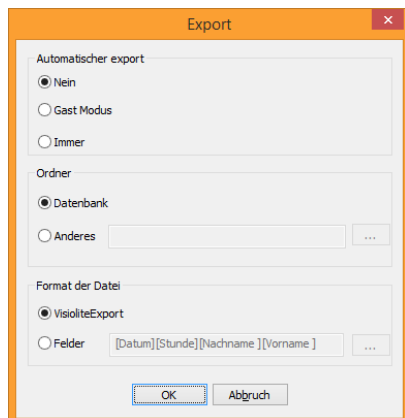 Export
Automatischer export
Nein
Gast Modus
Immer
Ordner
Datenbank
Anderes
...
Format der Datei
VisioliteExport
Felder [Datum][Stunde][Nachname ][Vorname ] ...
OK Abbruch